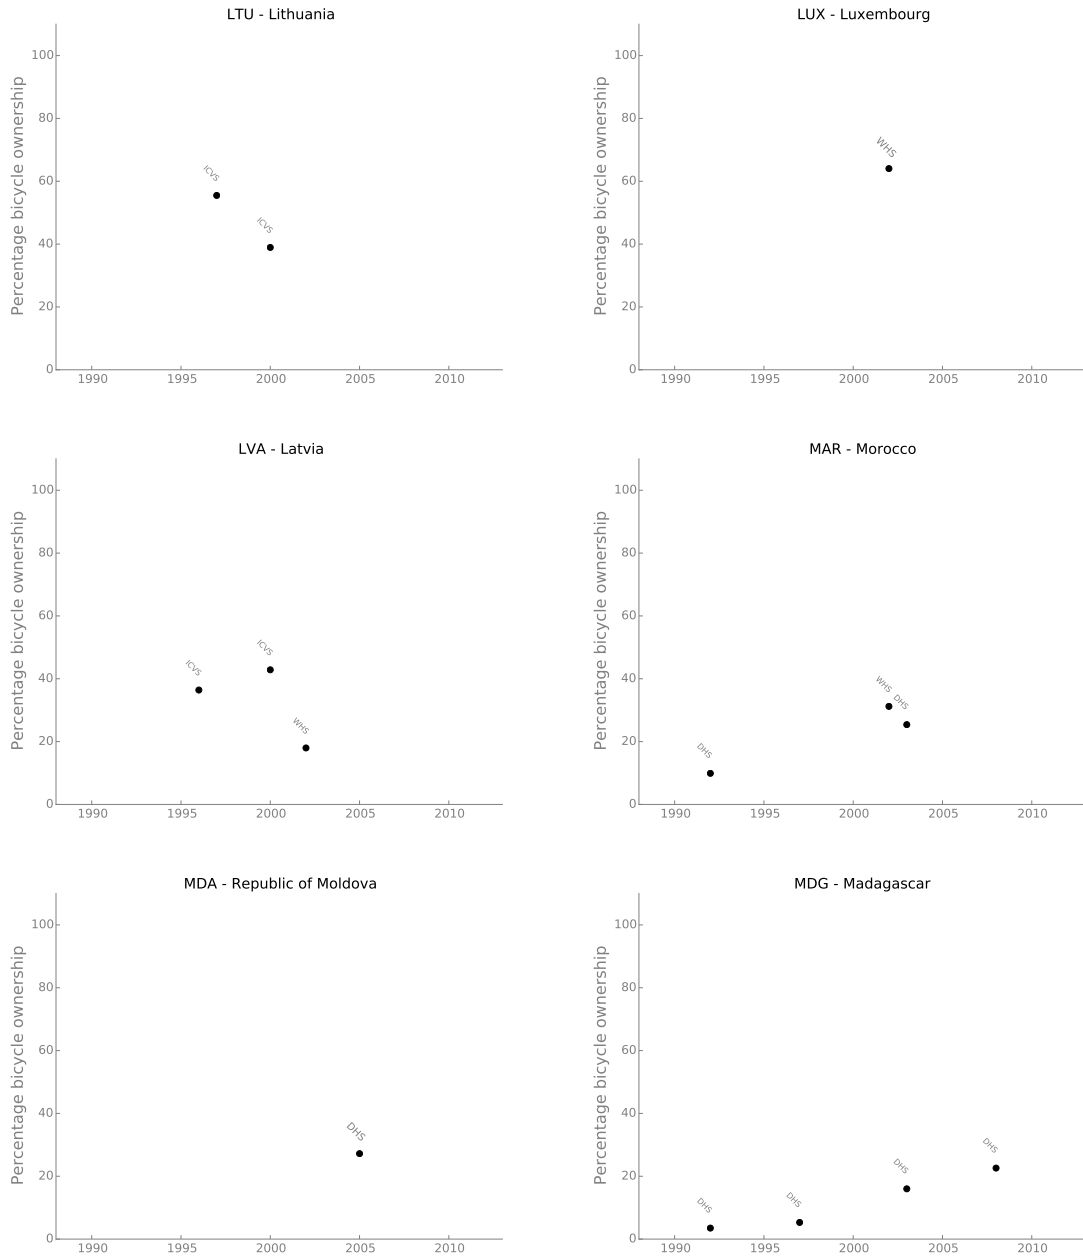 LTU - Lithuania
Percentage bicycle ownership
100
80
60
40
20
0
ICVS
ICVS
1990 1995 2000 2005 2010
LUX - Luxembourg
Percentage bicycle ownership
100
80
60
40
20
0
WHS
1990 1995 2000 2005 2010
LVA - Latvia
Percentage bicycle ownership
100
80
60
40
20
0
ICVS
ICVS
WHS
1990 1995 2000 2005 2010
MAR - Morocco
Percentage bicycle ownership
100
80
60
40
20
0
DHS
WHS
DHS
1990 1995 2000 2005 2010
MDA - Republic of Moldova
Percentage bicycle ownership
100
80
60
40
20
0
DHS
1990 1995 2000 2005 2010
MDG - Madagascar
Percentage bicycle ownership
100
80
60
40
20
0
DHS
DHS
DHS
DHS
1990 1995 2000 2005 2010